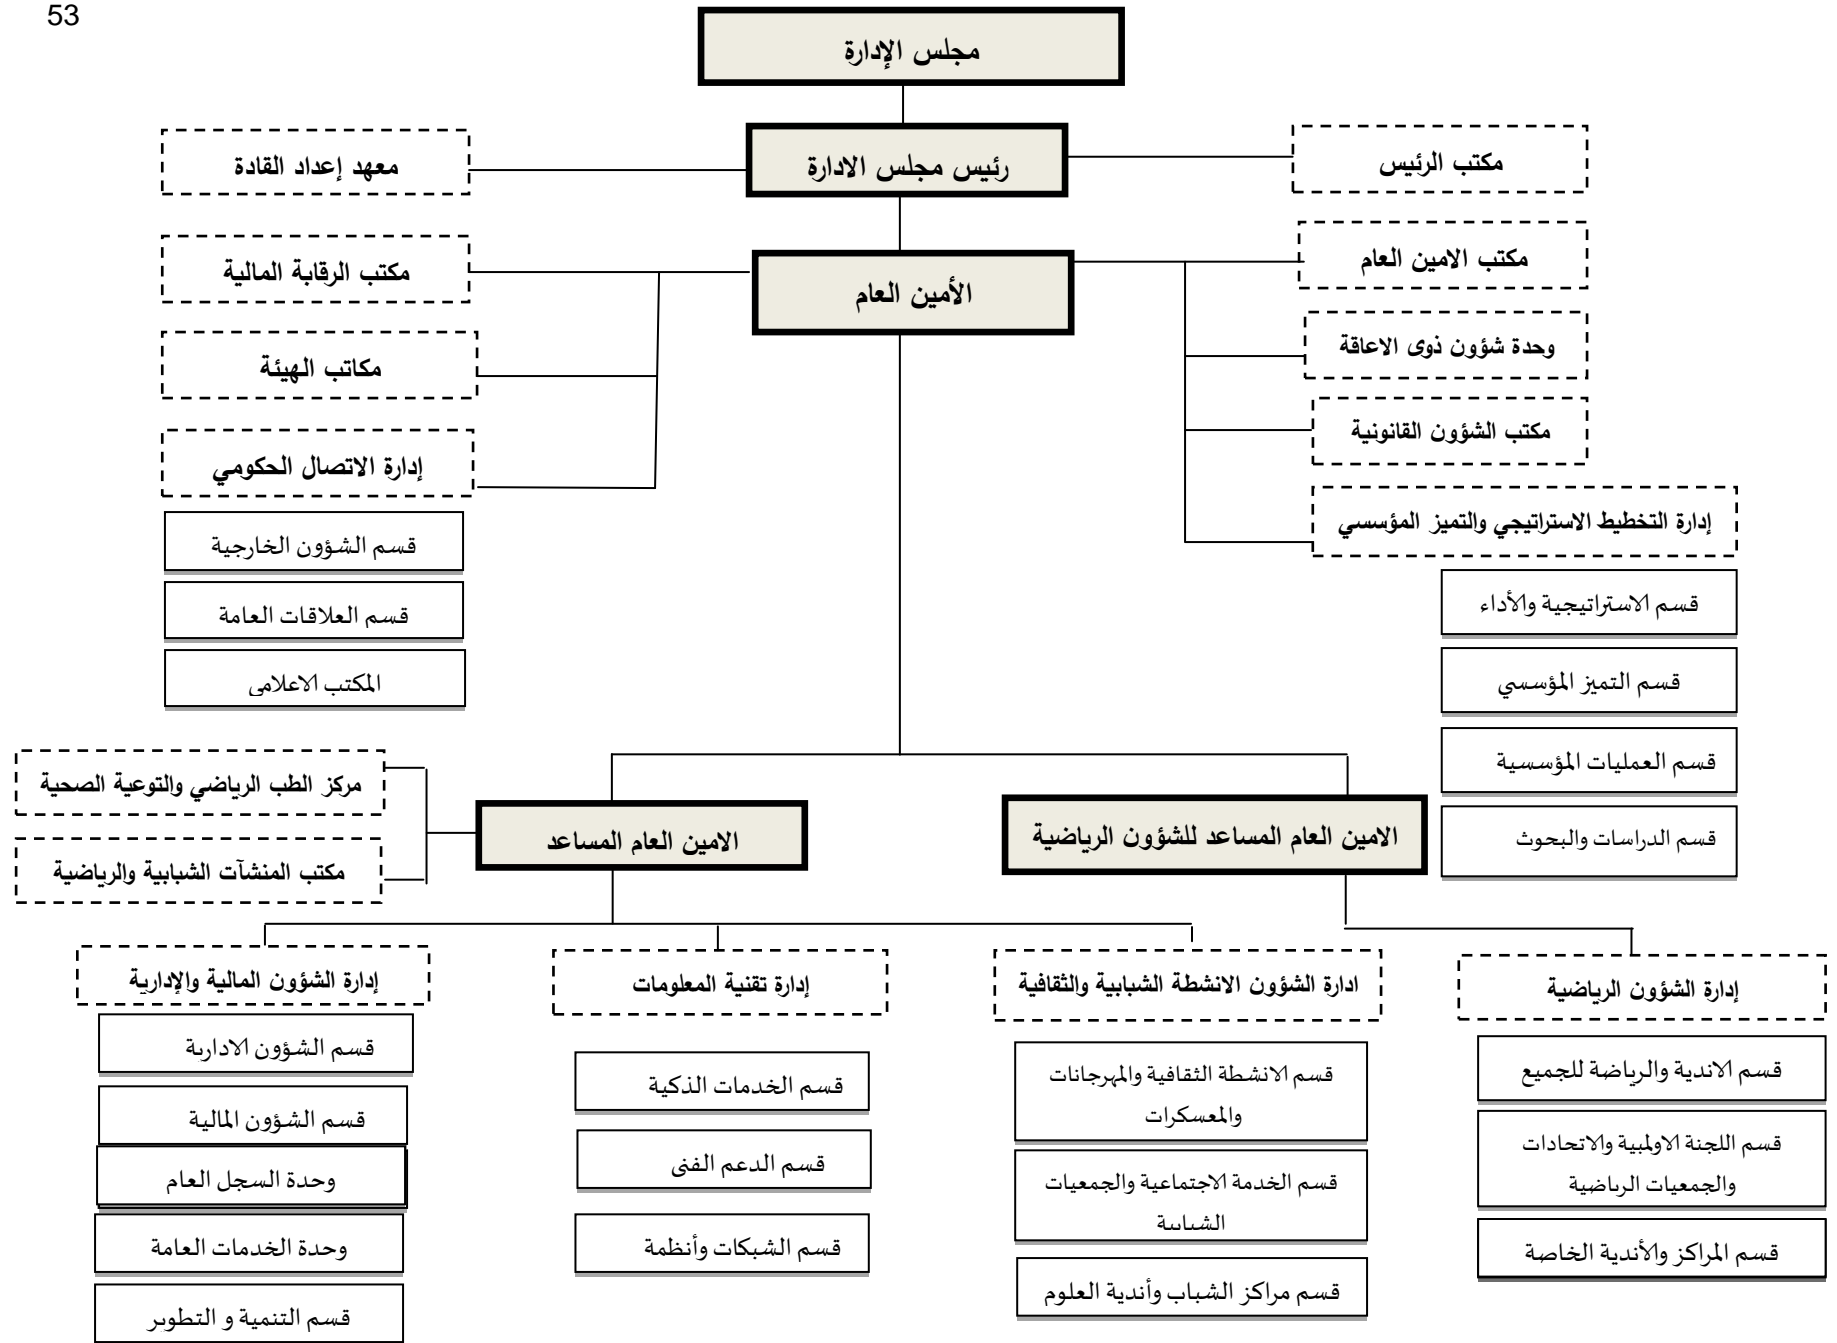 53
مجلس الإدارة
رئيس مجلس الادارة
مكتب الرئيس
معهد إعداد القادة
الأمين العام
مكتب الامين العام
وحدة شؤون ذوى الاعاقة
مكتب الشؤون القانونية
إدارة التخطيط الاستراتيجي والتميز المؤسسي
قسم الاستراتيجية والأداء
قسم التميز المؤسسي
قسم العمليات المؤسسية
قسم الدراسات والبحوث
مكتب الرقابة المالية
مكاتب الهيئة
إدارة الاتصال الحكومي
قسم الشؤون الخارجية
قسم العلاقات العامة
المكتب الاعلامى
الامين العام المساعد للشؤون الرياضية
الامين العام المساعد
مركز الطب الرياضي والتوعية الصحية
مكتب المنشآت الشبابية والرياضية
إدارة الشؤون الرياضية
قسم الاندية والرياضة للجميع
قسم اللجنة الاولمبية والاتحادات
والجمعيات الرياضية
قسم المراكز والأندية الخاصة
ادارة الشؤون الانشطة الشبابية والثقافية
قسم الانشطة الثقافية والمهرجانات
والمعسكرات
قسم الخدمة الاجتماعية والجمعيات
الشبابية
قسم مراكز الشباب وأندية العلوم
إدارة تقنية المعلومات
قسم الخدمات الذكية
قسم الدعم الفنى
قسم الشبكات وأنظمة
إدارة الشؤون المالية والإدارية
قسم الشؤون الادارية
قسم الشؤون المالية
وحدة السجل العام
وحدة الخدمات العامة
قسم التنمية و التطوير